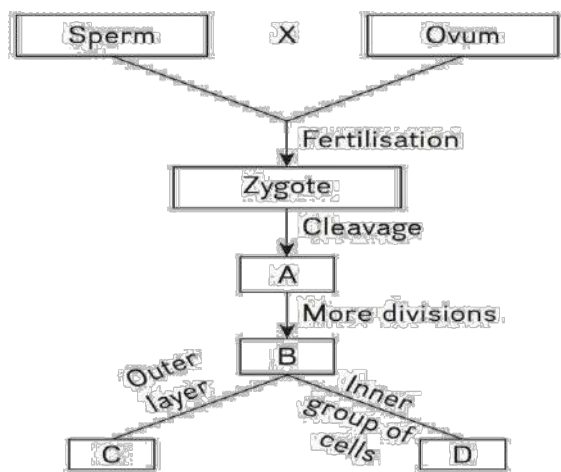 Sperm X Ovum
Fertilisation
Zygote
Cleavage
A
More divisions
B
Outer
layer
Inner
group of
cells
C D